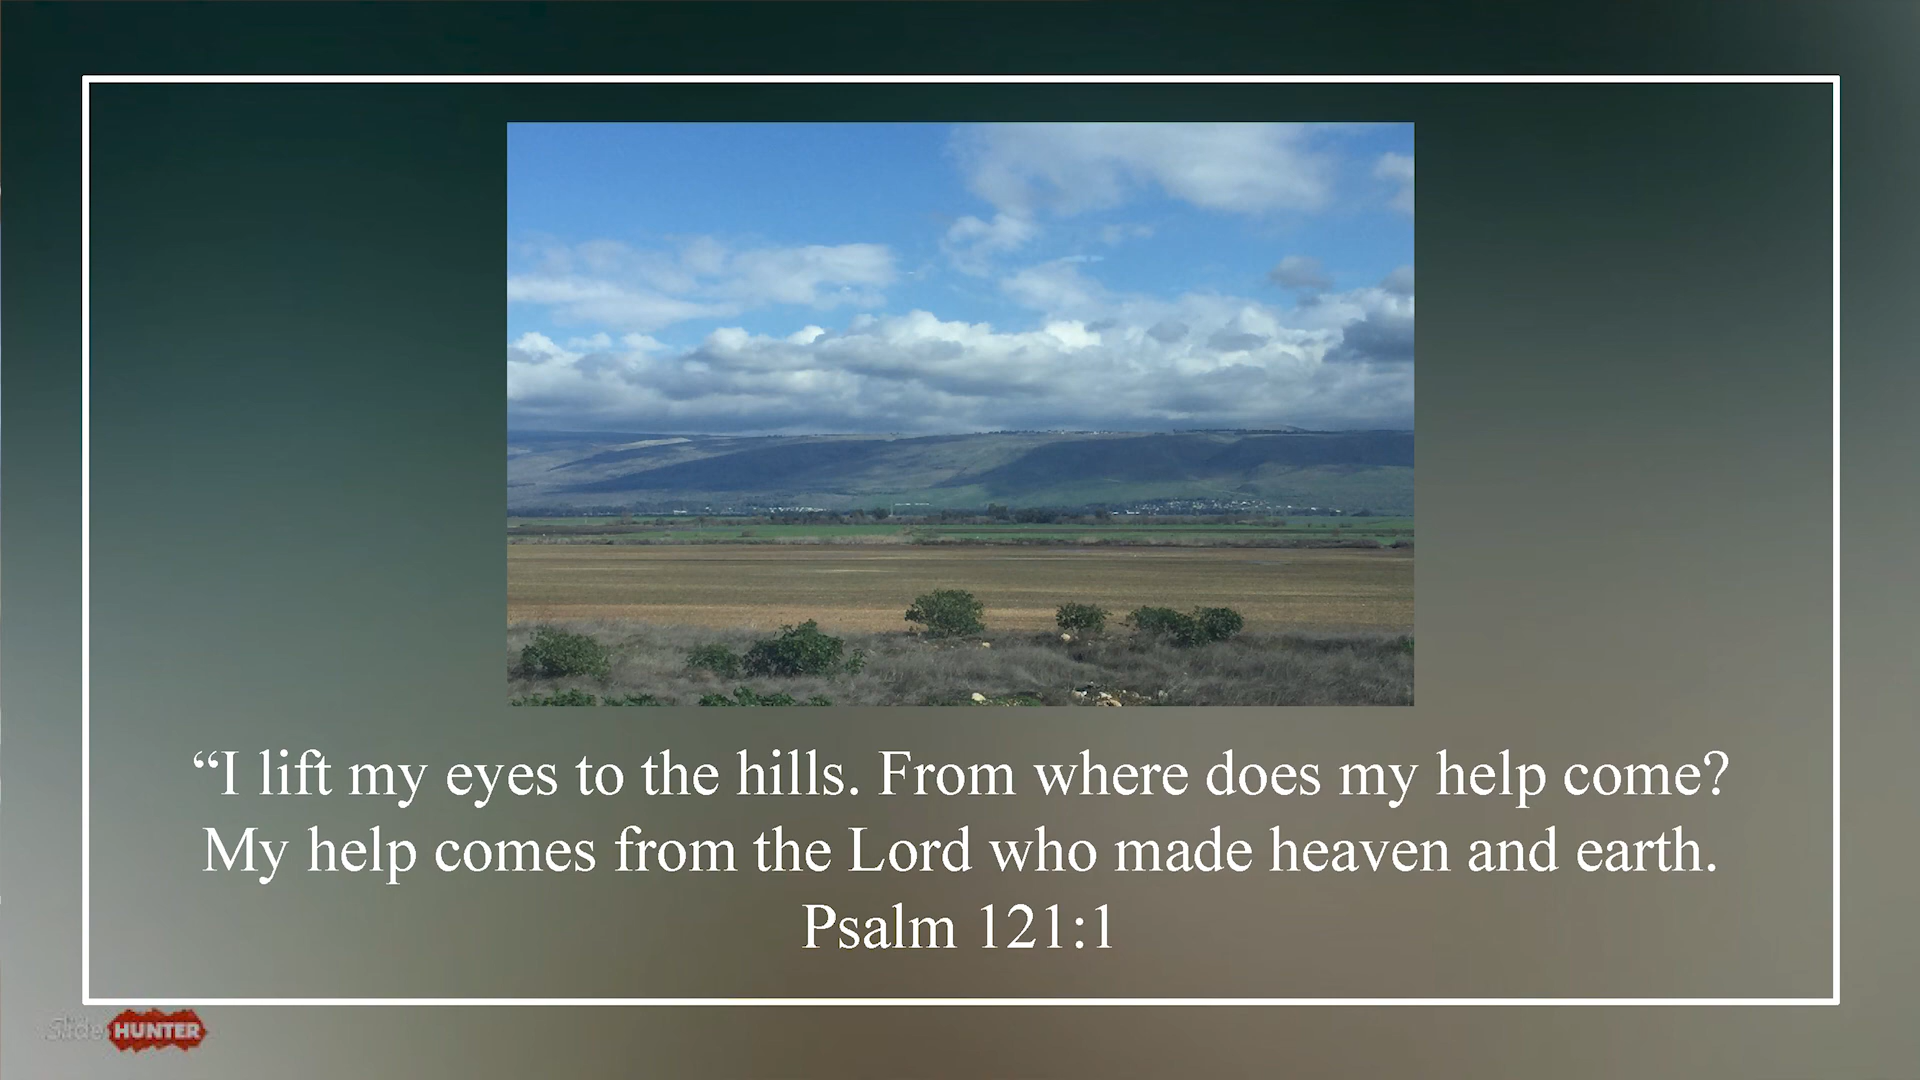 “I lift my eyes to the hills. From where does my help come?
My help comes from the Lord who made heaven and earth.
Psalm 121:1
Slide HUNTER